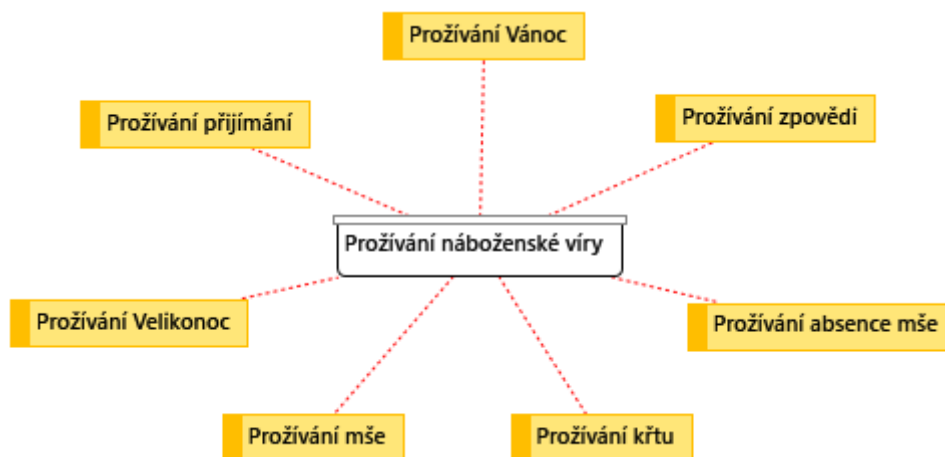 Prožívání Vánoc
Prožívání přijímání
Prožívání zpovědi
Prožívání náboženské víry
Prožívání Velikonoc
Prožívání absence mše
Prožívání mše
Prožívání křtu